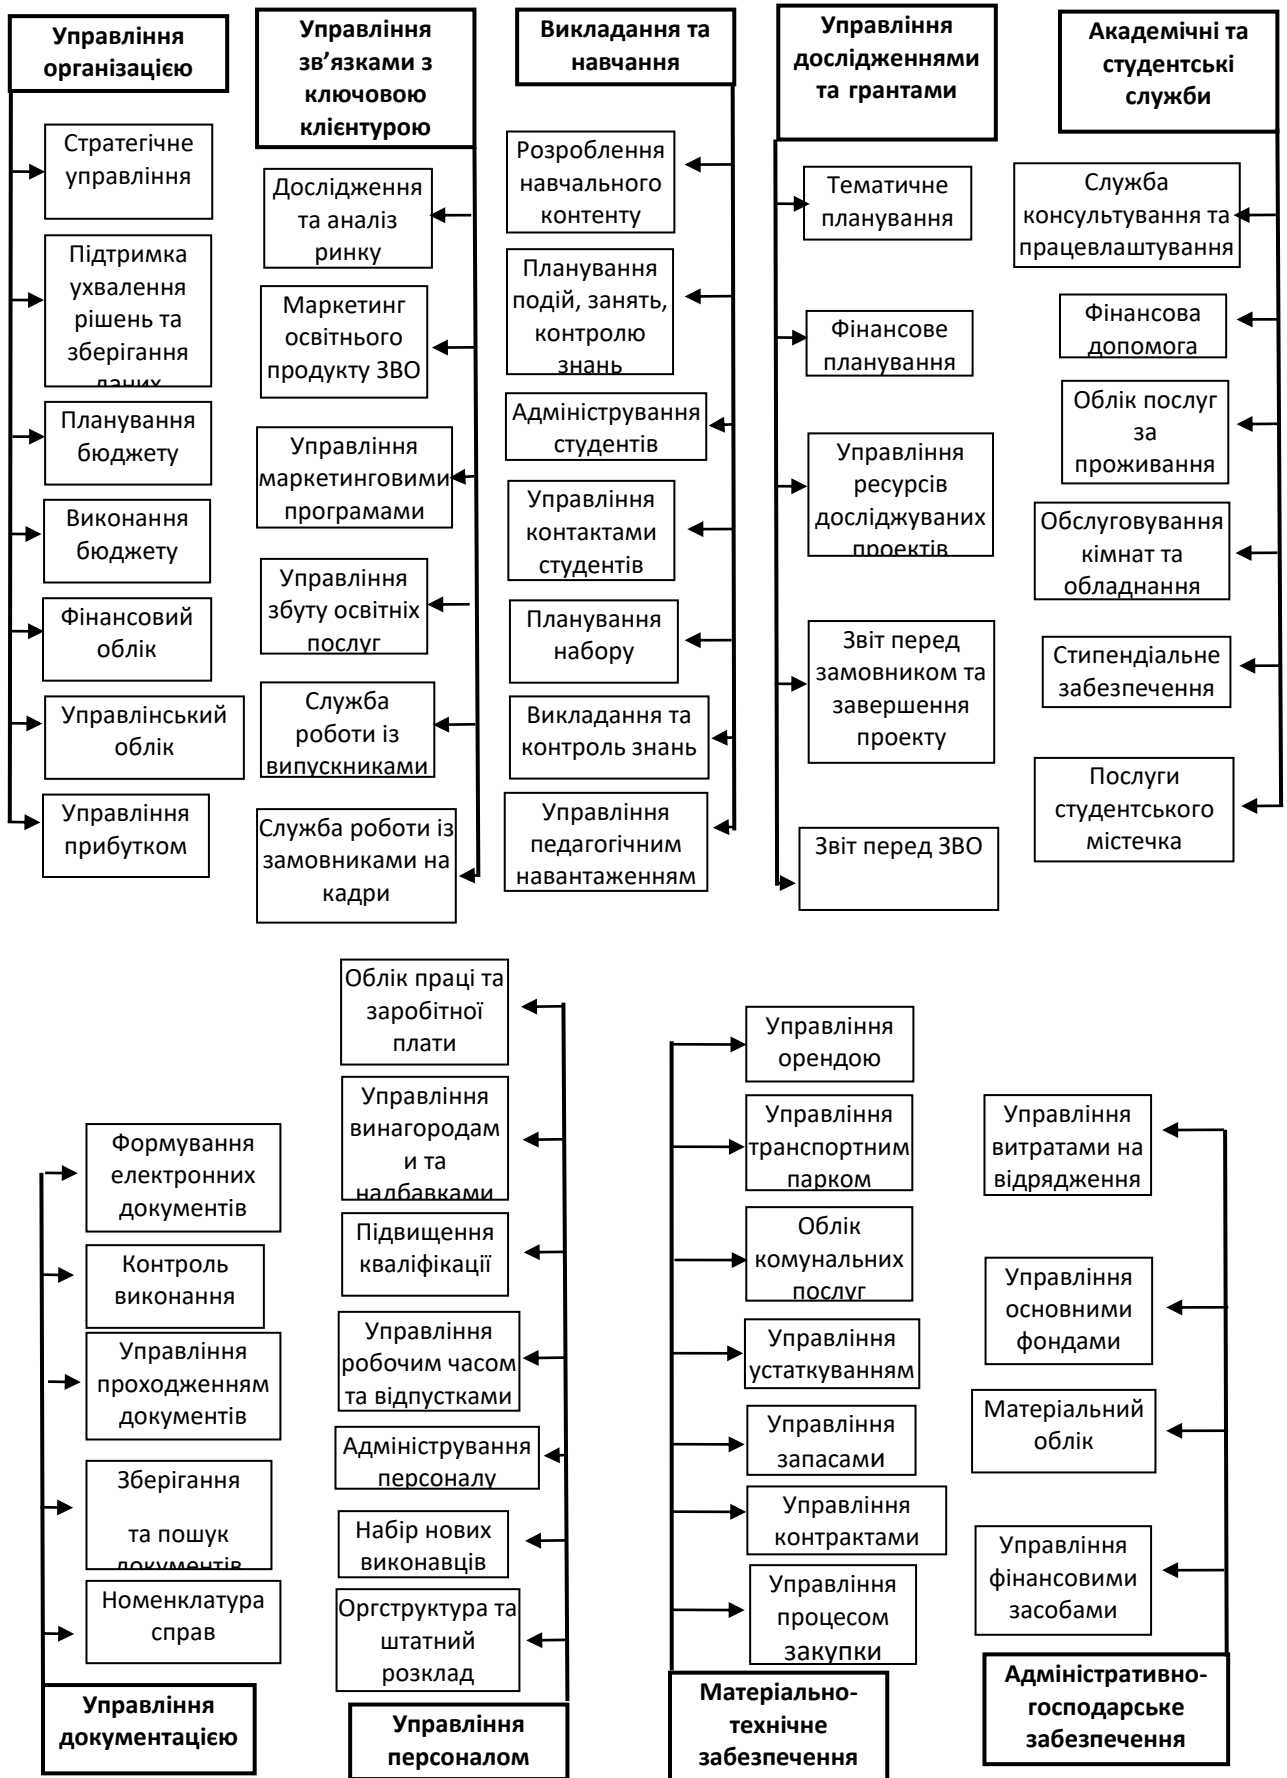 Управління
організацією
Стратегічне
управління
Підтримка
ухвалення
рішень та
зберігання
даних
Планування
бюджету
Виконання
бюджету
Фінансовий
облік
Управлінський
облік
Управління
прибутком
Управління
зв’язками з
ключовою
клієнтурою
Дослідження
та аналіз
ринку
Маркетинг
освітнього
продукту ЗВО
Управління
маркетинговими
програмами
Управління
збуту освітніх
послуг
Служба
роботи із
випускниками
Служба роботи із
замовниками на
кадри
Викладання та
навчання
Розроблення
навчального
контенту
Планування
подій, занять,
контролю
знань
Адміністрування
студентів
Управління
контактами
студентів
Планування
набору
Викладання та
контроль знань
Управління
педагогічним
навантаженням
Управління
дослідженнями
та грантами
Тематичне
планування
Фінансове
планування
Управління
ресурсів
досліджуваних
проектів
Звіт перед
замовником та
завершення
проекту
Звіт перед ЗВО
Академічні та
студентські
служби
Служба
консультування та
працевлаштування
Фінансова
допомога
Облік послуг
за
проживання
Обслуговування
кімнат та
обладнання
Стипендіальне
забезпечення
Послуги
студентського
містечка
Формування
електронних
документів
Контроль
виконання
Управління
проходженням
документів
Зберігання
та пошук
документів
Номенклатура
справ
Управління
документацією
Облік праці та
заробітної
плати
Управління
винагородам
и та
надбавками
Підвищення
кваліфікації
Управління
робочим часом
та відпустками
Адміністрування
персоналу
Набір нових
виконавців
Оргструктура та
штатний
розклад
Управління
персоналом
Управління
орендою
Управління
транспортним
парком
Облік
комунальних
послуг
Управління
устаткуванням
Управління
запасами
Управління
контрактами
Управління
процесом
закупки
Матеріально-
технічне
забезпечення
Управління
витратами на
відрядження
Управління
основними
фондами
Матеріальний
облік
Управління
фінансовими
засобами
Адміністративно-
господарське
забезпечення